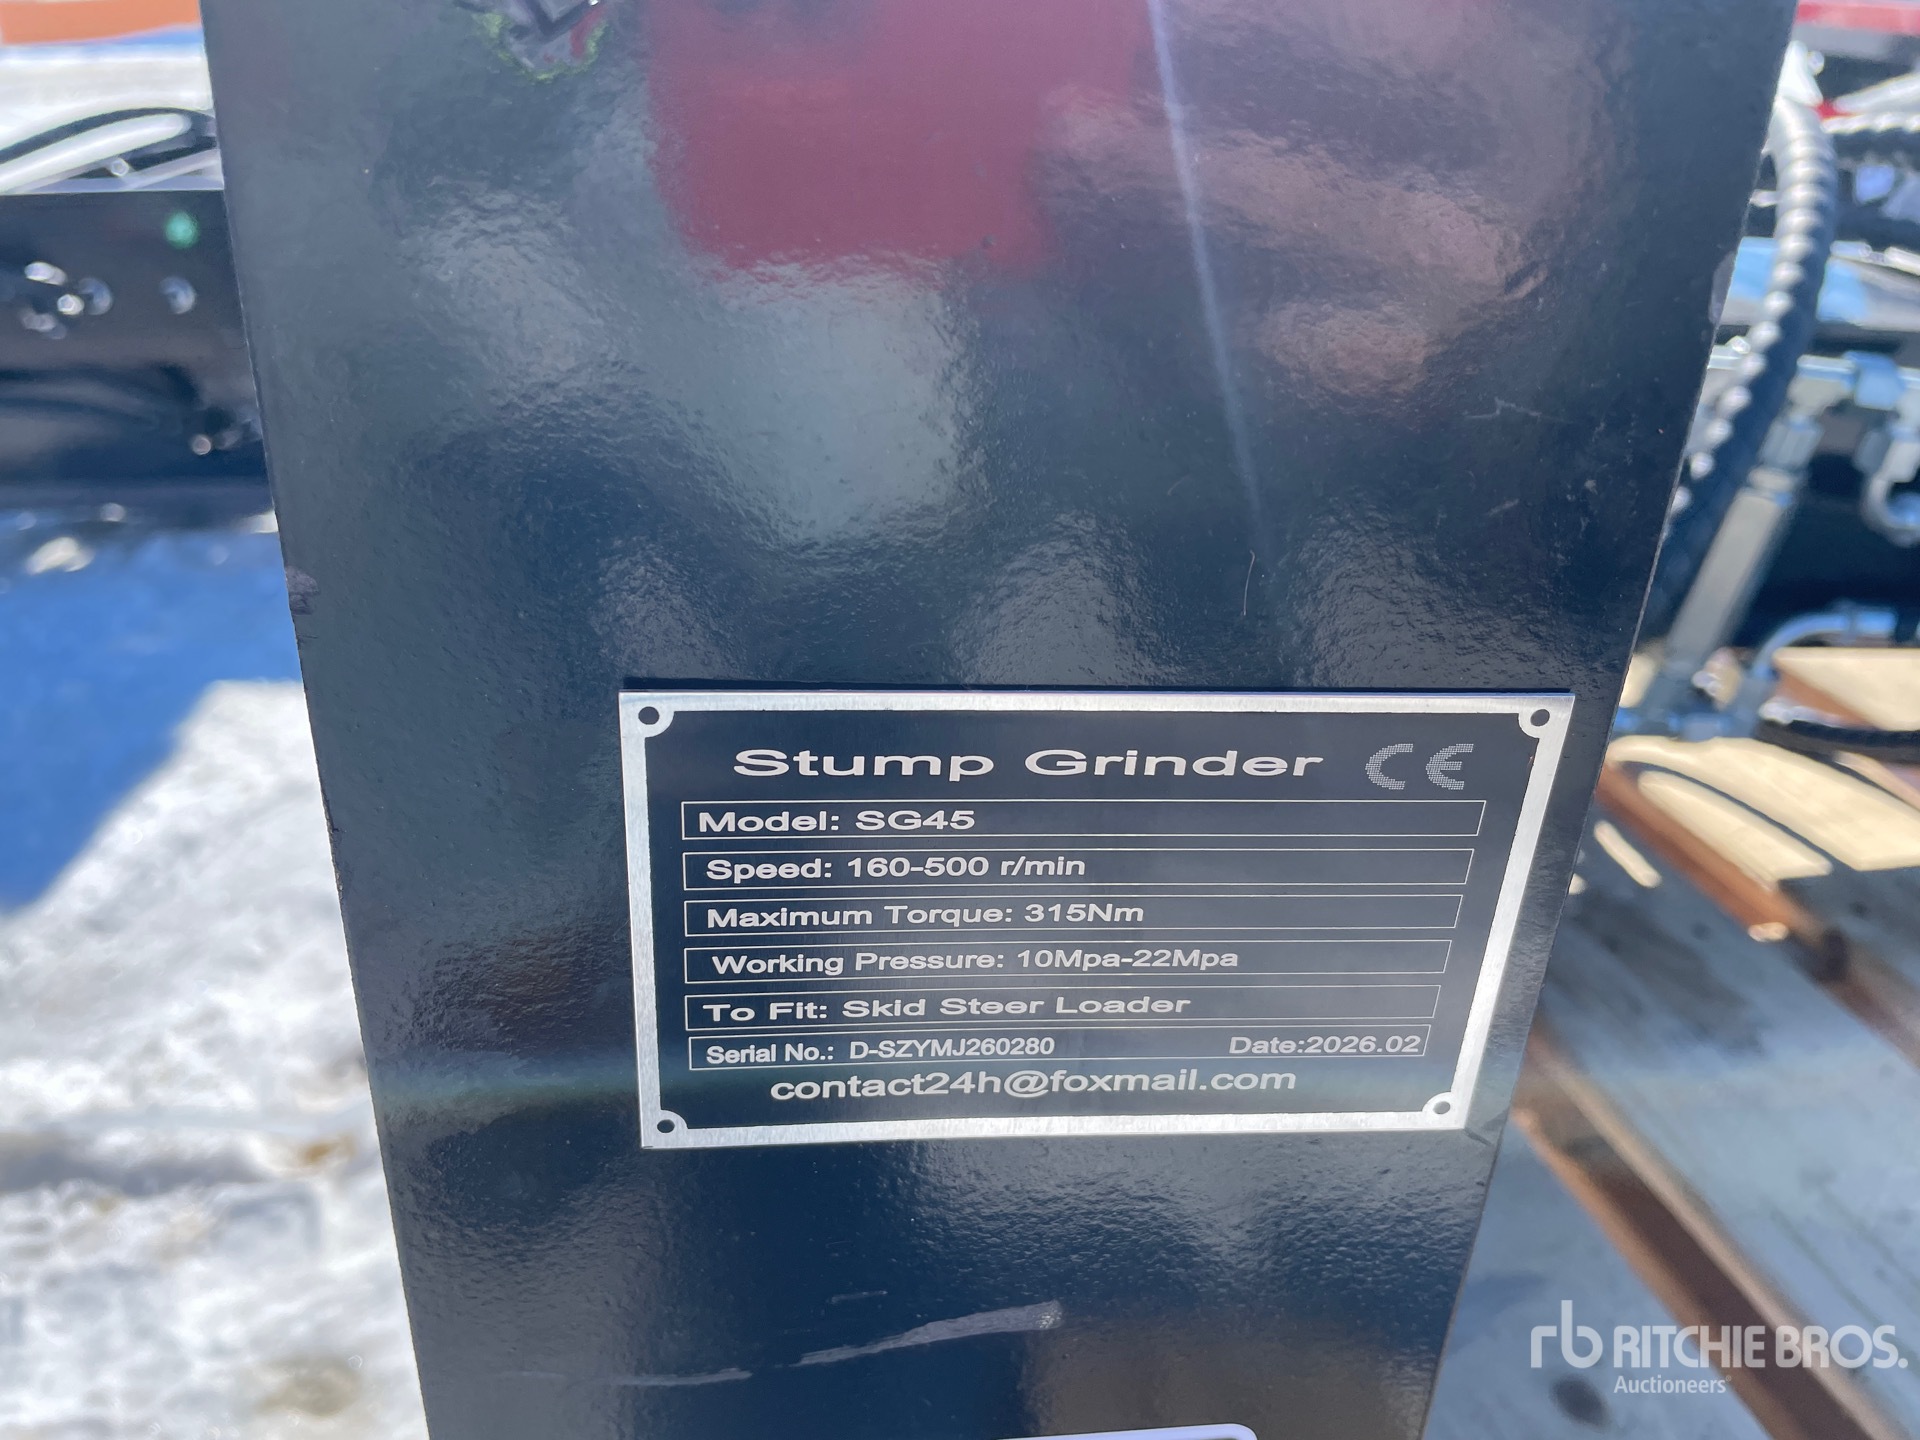 Stump Grinder CE
Model: SG45
Speed: 160-500 r/min
Maximum Torque: 315Nm
Working Pressure: 10Mpa-22Mpa
To Fit: Skid Steer Loader
Serial No.: D-SZYMJ260280 Date:2026.02
contact24h@foxmail.com
rb RITCHIE BROS.
Auctioneers